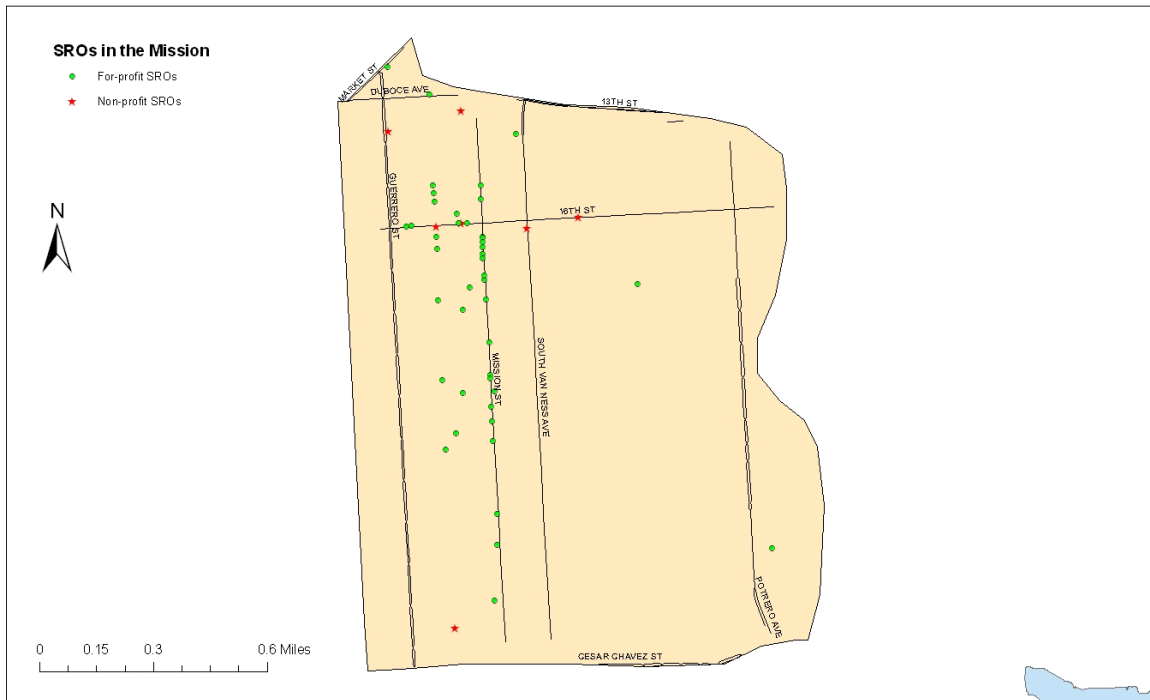 SROs in the Mission
For-profit SROs
Non-profit SROs
MARKET ST
DUBOCE AVE
13TH ST
GUERRERO ST
16TH ST
N
MISSION ST
SOUTH VAN NESS AVE
POTRERO AVE
CESAR CHAVEZ ST
0 0.15 0.3 0.6 Miles